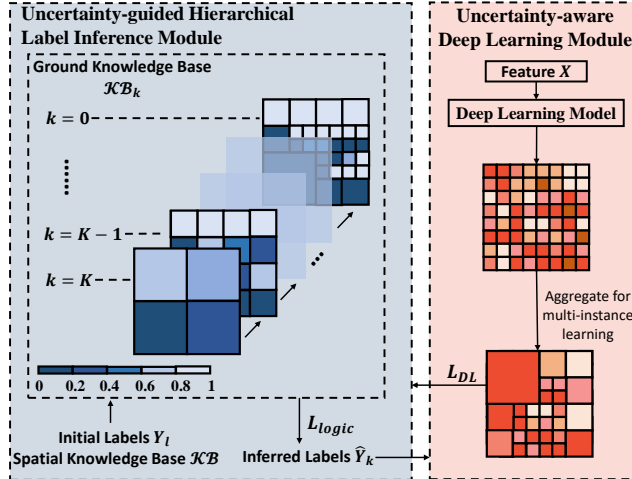 Uncertainty-guided Hierarchical
Label Inference Module
Ground Knowledge Base
𝒦ℬ_k
k = 0
k = K − 1
k = K
0 0.2 0.4 0.6 0.8 1
Initial Labels Y_l
Spatial Knowledge Base 𝒦ℬ
L_logic
Inferred Labels Ŷ_k
L_DL
Uncertainty-aware
Deep Learning Module
Feature X
Deep Learning Model
Aggregate for
multi-instance
learning